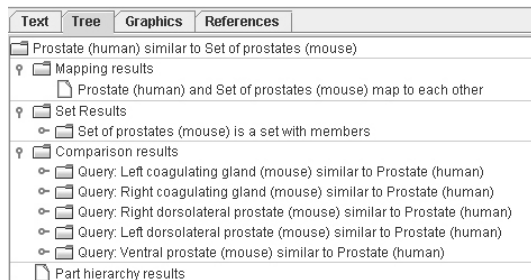 Text Tree Graphics References
Prostate (human) similar to Set of prostates (mouse)
Mapping results
Prostate (human) and Set of prostates (mouse) map to each other
Set Results
Set of prostates (mouse) is a set with members
Comparison results
Query: Left coagulating gland (mouse) similar to Prostate (human)
Query: Right coagulating gland (mouse) similar to Prostate (human)
Query: Right dorsolateral prostate (mouse) similar to Prostate (human)
Query: Left dorsolateral prostate (mouse) similar to Prostate (human)
Query: Ventral prostate (mouse) similar to Prostate (human)
Part hierarchy results